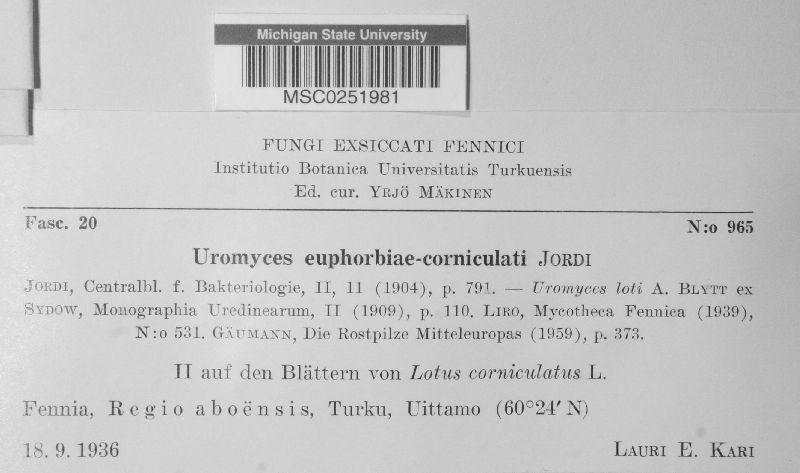 Michigan State University
MSC0251981
FUNGI EXSICCATI FENNICI
Institutio Botanica Universitatis Turkuensis
Ed. cur. YRJÖ MÄKINEN
Fasc. 20 N:o 965
Uromyces euphorbiae-corniculati JORDI
JORDI, Centralbl. f. Bakteriologie, II, 11 (1904), p. 791. — Uromyces loti A. BLYTT ex
SYDOW, Monographia Uredinearum, II (1909), p. 110. LIRO, Mycotheca Fennica (1939),
N:o 531. GÄUMANN, Die Rostpilze Mitteleuropas (1959), p. 373.
II auf den Blättern von Lotus corniculatus L.
Fennia, Regio aboënsis, Turku, Uittamo (60°24′ N)
18. 9. 1936 LAURI E. KARI